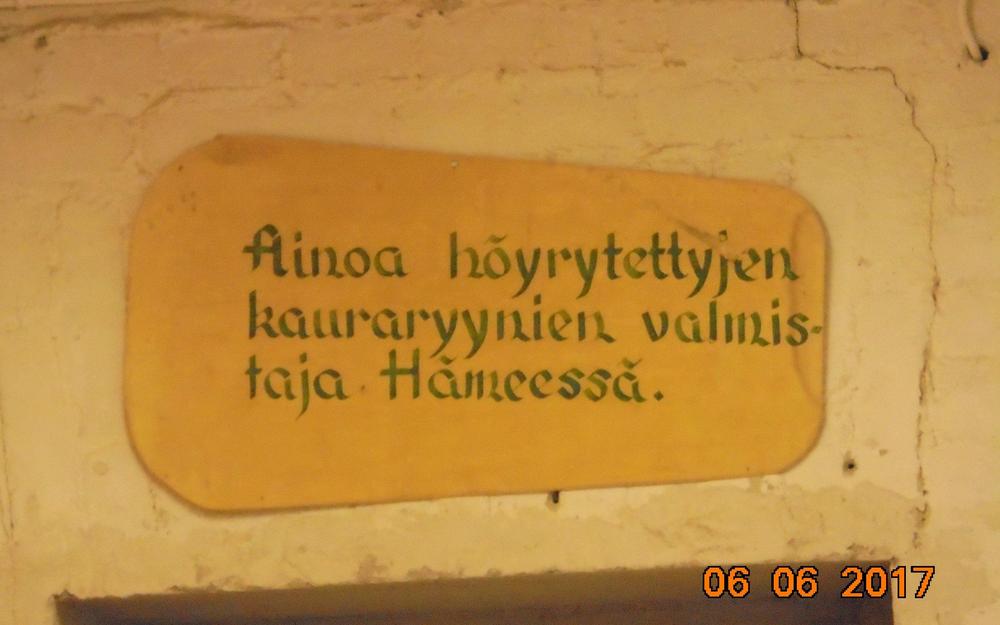 Ainoa höyrytettyjen
kauraryynien valmis-
taja Hämeessä.
06 06 2017